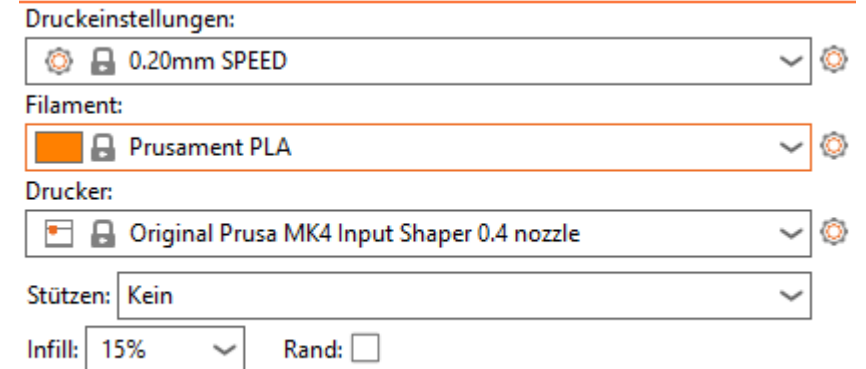 Druckeinstellungen:
0.20mm SPEED
Filament:
Prusament PLA
Drucker:
Original Prusa MK4 Input Shaper 0.4 nozzle
Stützen: Kein
Infill: 15% Rand: